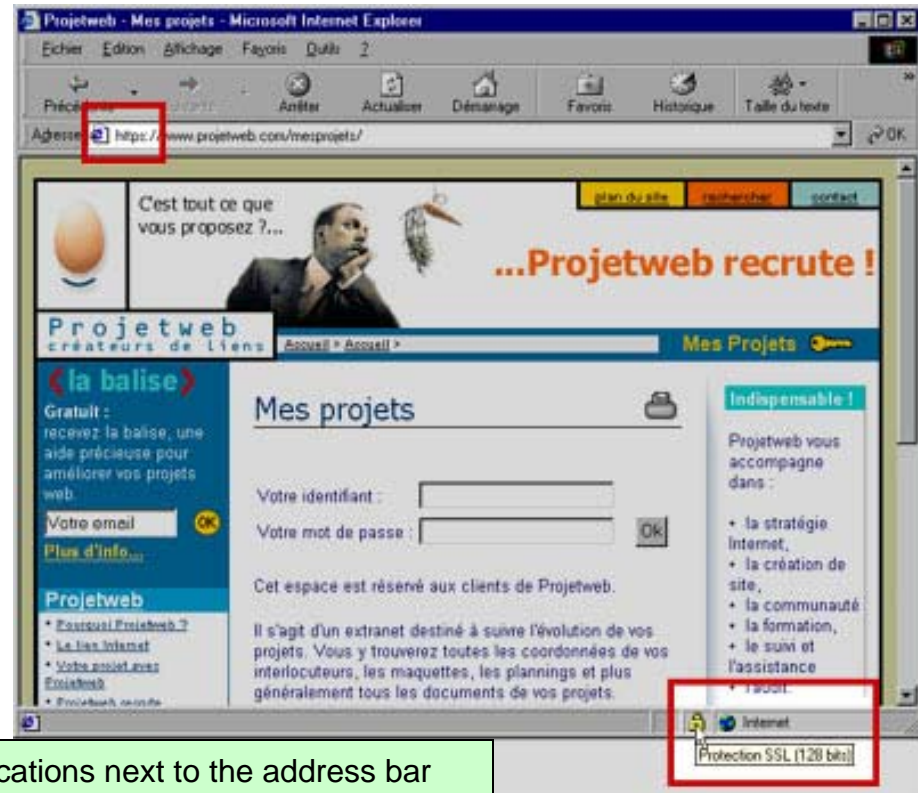 Projetweb - Mes projets - Microsoft Internet Explorer
Fichier Edition Affichage Favoris Outils ?
Arrêter Actualiser Démarrage Favoris Historique Taille du texte
Adresse https://www.projetweb.com/mesprojets/ OK
C'est tout ce que
vous proposez ?...
plan du site rechercher contact
...Projetweb recrute !
Projetweb
créateurs de liens
Accueil > Accueil >
Mes Projets
<la balise>
Gratuit :
recevez la balise, une
aide précieuse pour
améliorer vos projets
web.
Votre email OK
Plus d'info...
Projetweb
• Pourquoi Projetweb ?
• Le lien Internet
• Votre projet avec
Projetweb
• Projetweb recrute
Mes projets
Votre identifiant :
Votre mot de passe : Ok
Cet espace est réservé aux clients de Projetweb.
Il s'agit d'un extranet destiné à suivre l'évolution de vos
projets. Vous y trouverez toutes les coordonnées de vos
interlocuteurs, les maquettes, les plannings et plus
généralement tous les documents de vos projets.
Indispensable !
Projetweb vous
accompagne
dans :
• la stratégie
Internet,
• la création de
site,
• la communauté
• la formation,
• le suivi et
l'assistance
• l'audit.
Internet
Protection SSL (128 bits)
cations next to the address bar